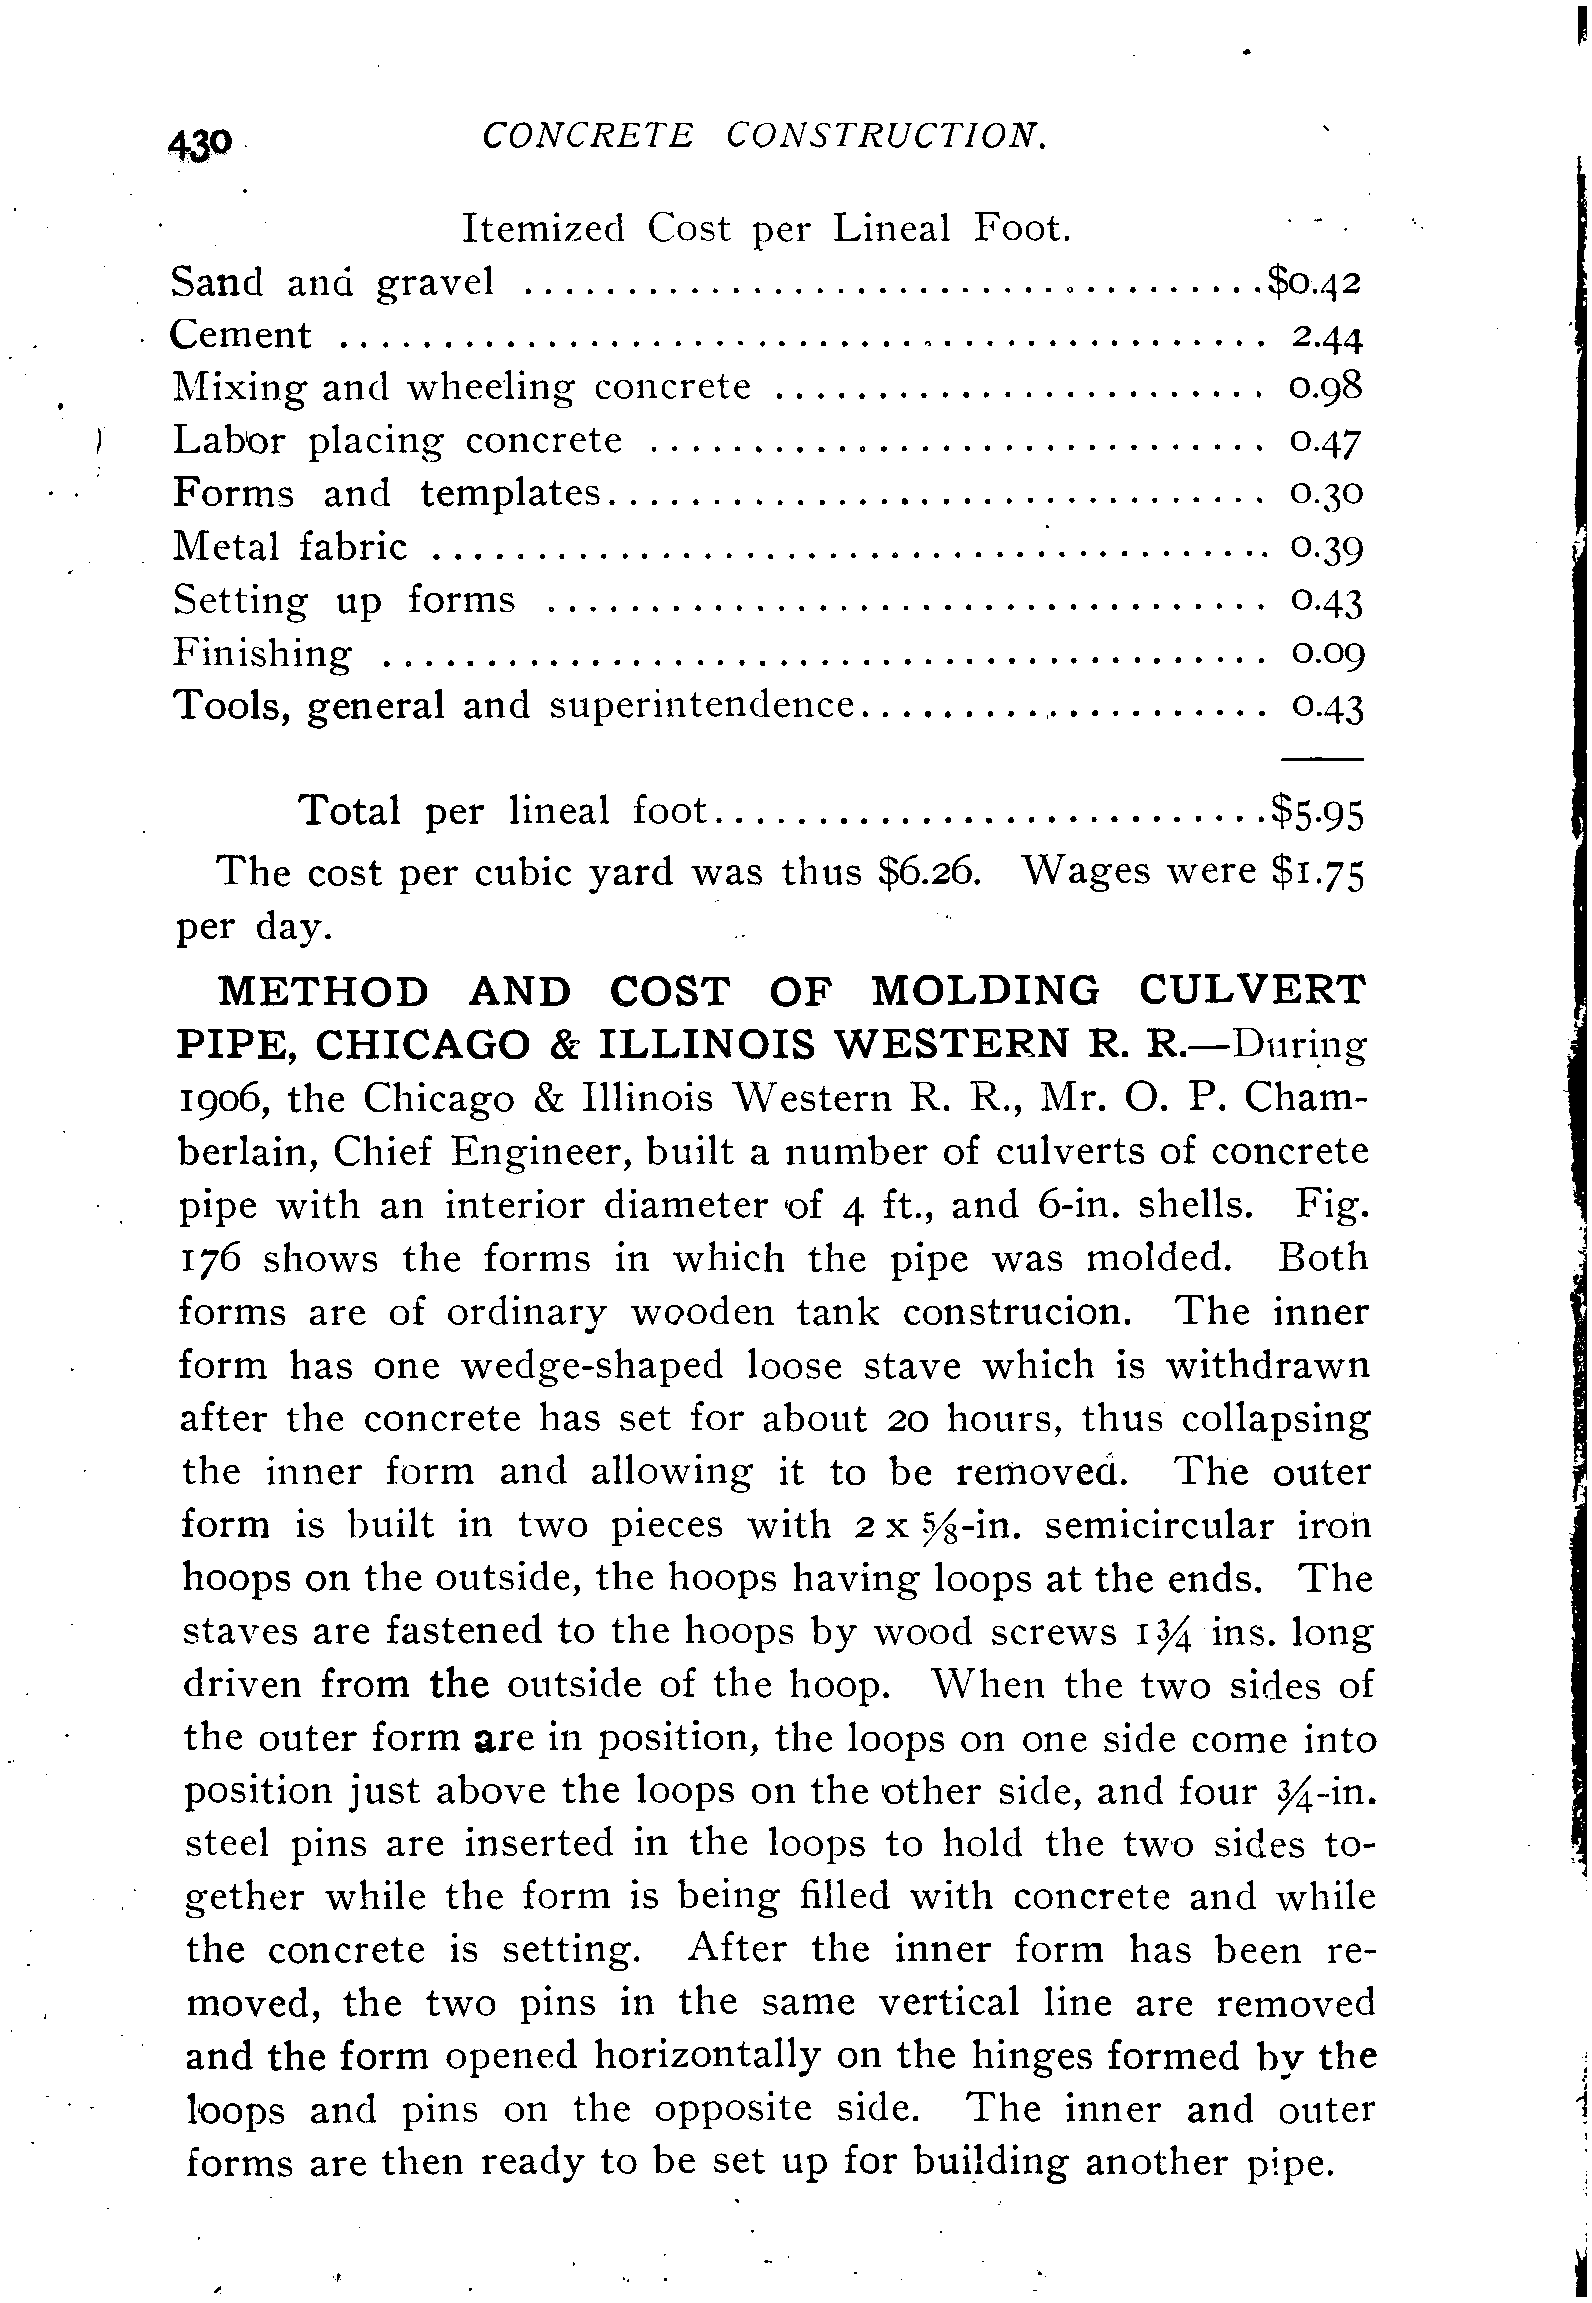 430 CONCRETE CONSTRUCTION.
Itemized Cost per Lineal Foot.
Sand and gravel ....................................$0.42
Cement ............................................. 2.44
Mixing and wheeling concrete ........................ 0.98
Labor placing concrete .............................. 0.47
Forms and templates................................ 0.30
Metal fabric ........................................ 0.39
Setting up forms ................................... 0.43
Finishing ........................................... 0.09
Tools, general and superintendence.................... 0.43
Total per lineal foot...........................$5.95
The cost per cubic yard was thus $6.26. Wages were $1.75
per day.
METHOD AND COST OF MOLDING CULVERT
PIPE, CHICAGO & ILLINOIS WESTERN R. R.—During
1906, the Chicago & Illinois Western R. R., Mr. O. P. Cham-
berlain, Chief Engineer, built a number of culverts of concrete
pipe with an interior diameter of 4 ft., and 6-in. shells. Fig.
176 shows the forms in which the pipe was molded. Both
forms are of ordinary wooden tank construcion. The inner
form has one wedge-shaped loose stave which is withdrawn
after the concrete has set for about 20 hours, thus collapsing
the inner form and allowing it to be removed. The outer
form is built in two pieces with 2 x ⅝-in. semicircular iron
hoops on the outside, the hoops having loops at the ends. The
staves are fastened to the hoops by wood screws 1¾ ins. long
driven from the outside of the hoop. When the two sides of
the outer form are in position, the loops on one side come into
position just above the loops on the other side, and four ¾-in.
steel pins are inserted in the loops to hold the two sides to-
gether while the form is being filled with concrete and while
the concrete is setting. After the inner form has been re-
moved, the two pins in the same vertical line are removed
and the form opened horizontally on the hinges formed by the
loops and pins on the opposite side. The inner and outer
forms are then ready to be set up for building another pipe.